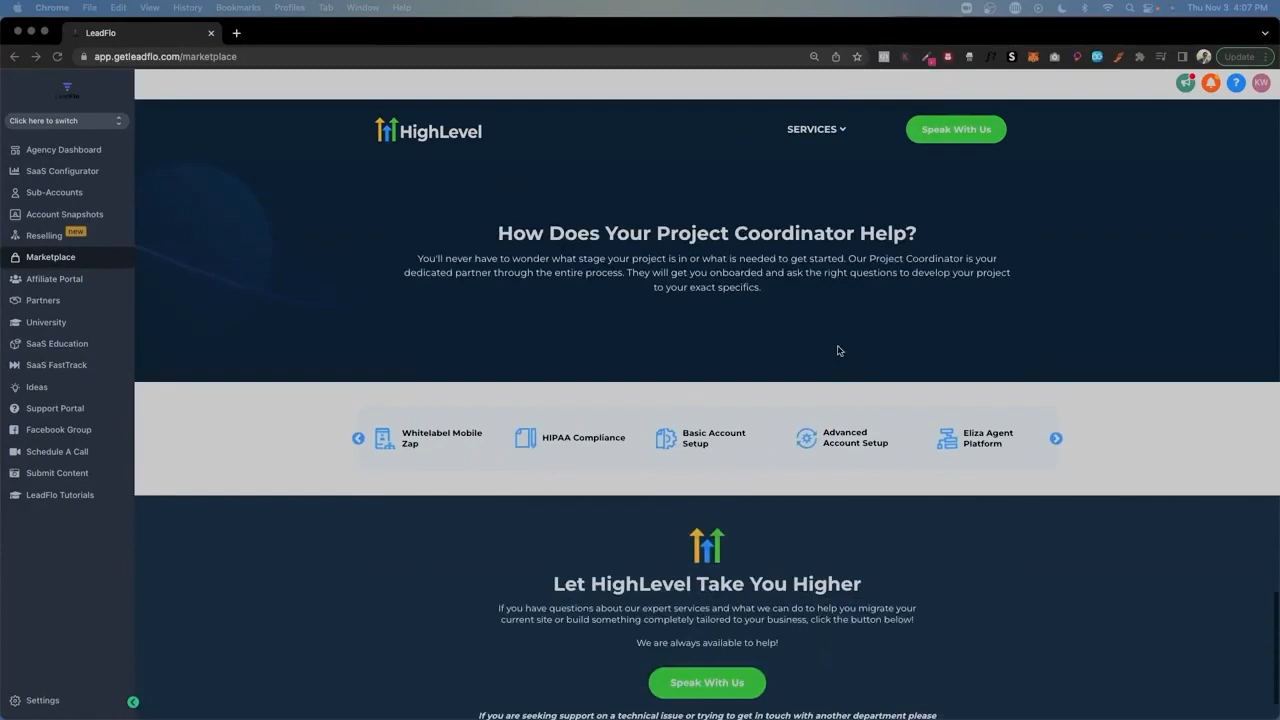 Chrome File Edit View History Bookmarks Profiles Tab Window Help
Thu Nov 3 4:07 PM
LeadFlo
app.getleadflo.com/marketplace
Update
LeadFlo
KW
Click here to switch
Agency Dashboard
SaaS Configurator
Sub-Accounts
Account Snapshots
Reselling new
Marketplace
Affiliate Portal
Partners
University
SaaS Education
SaaS FastTrack
Ideas
Support Portal
Facebook Group
Schedule A Call
Submit Content
LeadFlo Tutorials
Settings
HighLevel
SERVICES
Speak With Us
How Does Your Project Coordinator Help?
You'll never have to wonder what stage your project is in or what is needed to get started. Our Project Coordinator is your
dedicated partner through the entire process. They will get you onboarded and ask the right questions to develop your project
to your exact specifics.
Whitelabel Mobile
Zap
HIPAA Compliance
Basic Account
Setup
Advanced
Account Setup
Eliza Agent
Platform
Let HighLevel Take You Higher
If you have questions about our expert services and what we can do to help you migrate your
current site or build something completely tailored to your business, click the button below!
We are always available to help!
Speak With Us
If you are seeking support on a technical issue or trying to get in touch with another department please